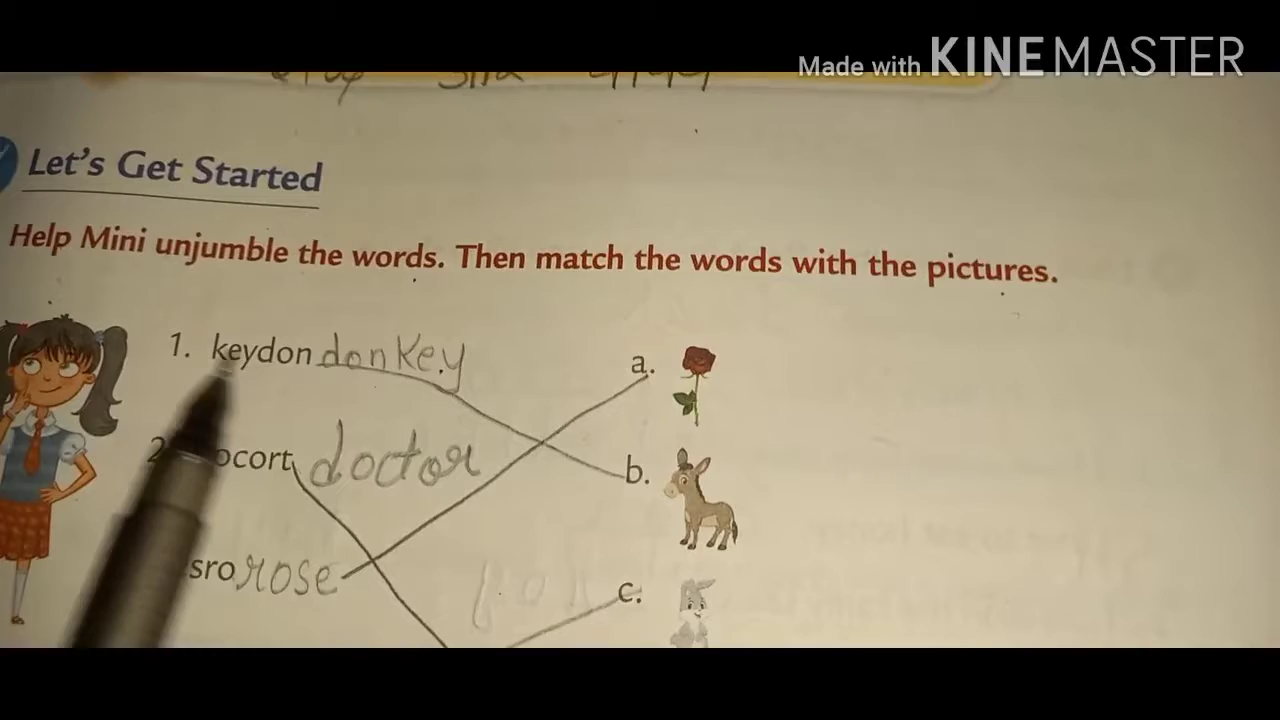 Made with KINEMASTER
Let's Get Started
Help Mini unjumble the words. Then match the words with the pictures.
1. keydon donkey
a.
b.
ocort doctor
sro rose
c.